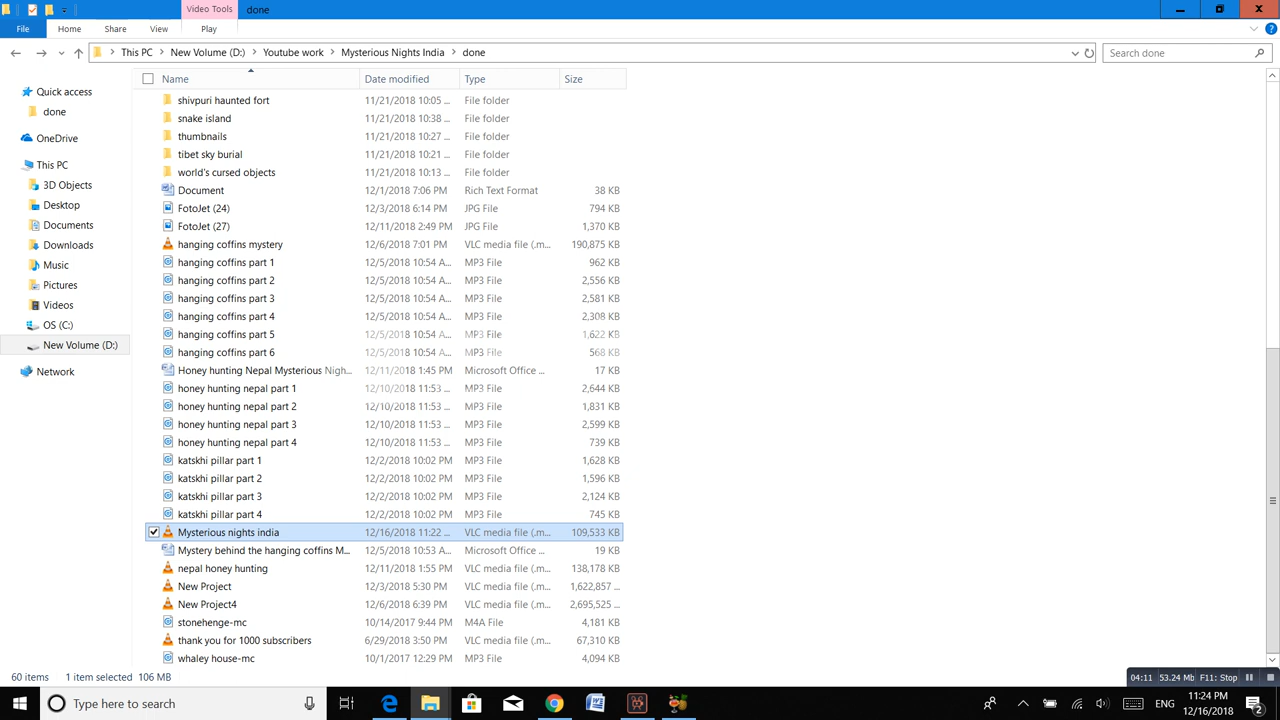 Video Tools done
File Home Share View Play
This PC New Volume (D:) Youtube work Mysterious Nights India done Search done
Name Date modified Type Size
Quick access
done
OneDrive
This PC
3D Objects
Desktop
Documents
Downloads
Music
Pictures
Videos
OS (C:)
New Volume (D:)
Network
shivpuri haunted fort 11/21/2018 10:05 ... File folder
snake island 11/21/2018 10:38 ... File folder
thumbnails 11/21/2018 10:27 ... File folder
tibet sky burial 11/21/2018 10:21 ... File folder
world's cursed objects 11/21/2018 10:13 ... File folder
Document 12/1/2018 7:06 PM Rich Text Format 38 KB
FotoJet (24) 12/3/2018 6:14 PM JPG File 794 KB
FotoJet (27) 12/11/2018 2:49 PM JPG File 1,370 KB
hanging coffins mystery 12/6/2018 7:01 PM VLC media file (.m... 190,875 KB
hanging coffins part 1 12/5/2018 10:54 A... MP3 File 962 KB
hanging coffins part 2 12/5/2018 10:54 A... MP3 File 2,556 KB
hanging coffins part 3 12/5/2018 10:54 A... MP3 File 2,581 KB
hanging coffins part 4 12/5/2018 10:54 A... MP3 File 2,308 KB
hanging coffins part 5 12/5/2018 10:54 A... MP3 File 1,622 KB
hanging coffins part 6 12/5/2018 10:54 A... MP3 File 568 KB
Honey hunting Nepal Mysterious Nigh... 12/11/2018 1:45 PM Microsoft Office ... 17 KB
honey hunting nepal part 1 12/10/2018 11:53 ... MP3 File 2,644 KB
honey hunting nepal part 2 12/10/2018 11:53 ... MP3 File 1,831 KB
honey hunting nepal part 3 12/10/2018 11:53 ... MP3 File 2,599 KB
honey hunting nepal part 4 12/10/2018 11:53 ... MP3 File 739 KB
katskhi pillar part 1 12/2/2018 10:02 PM MP3 File 1,628 KB
katskhi pillar part 2 12/2/2018 10:02 PM MP3 File 1,596 KB
katskhi pillar part 3 12/2/2018 10:02 PM MP3 File 2,124 KB
katskhi pillar part 4 12/2/2018 10:02 PM MP3 File 745 KB
Mysterious nights india 12/16/2018 11:22 ... VLC media file (.m... 109,533 KB
Mystery behind the hanging coffins M... 12/5/2018 10:53 A... Microsoft Office ... 19 KB
nepal honey hunting 12/11/2018 1:55 PM VLC media file (.m... 138,178 KB
New Project 12/3/2018 5:30 PM VLC media file (.m... 1,622,857 ...
New Project4 12/6/2018 6:39 PM VLC media file (.m... 2,695,525 ...
stonehenge-mc 10/14/2017 9:44 PM M4A File 4,181 KB
thank you for 1000 subscribers 6/29/2018 3:50 PM VLC media file (.m... 67,310 KB
whaley house-mc 10/1/2017 12:29 PM MP3 File 4,094 KB
60 items 1 item selected 106 MB
04:11 53.24 Mb F11: Stop
Type here to search
ENG 11:24 PM
12/16/2018 2